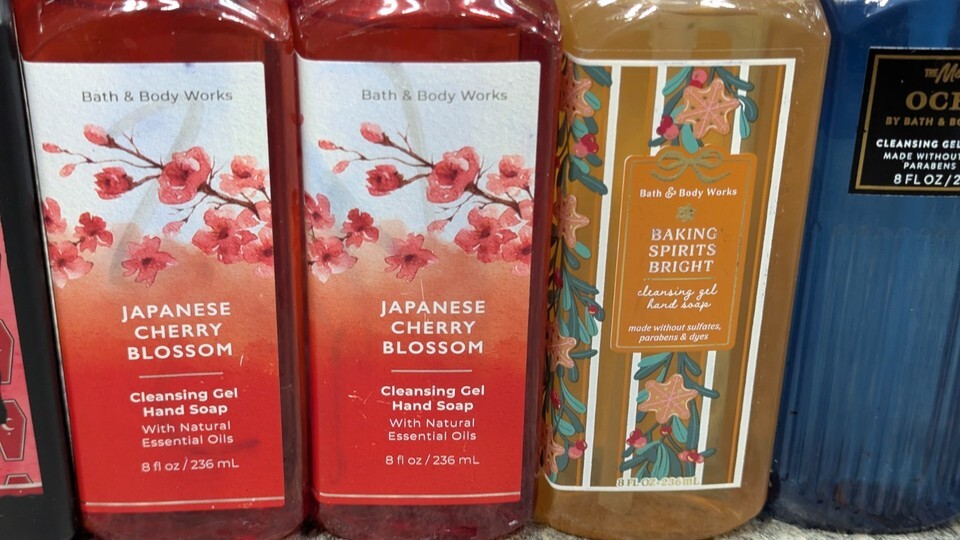 Bath & Body Works
JAPANESE
CHERRY
BLOSSOM
Cleansing Gel
Hand Soap
With Natural
Essential Oils
8 fl oz / 236 mL
Bath & Body Works
JAPANESE
CHERRY
BLOSSOM
Cleansing Gel
Hand Soap
With Natural
Essential Oils
8 fl oz / 236 mL
Bath & Body Works
BAKING
SPIRITS
BRIGHT
cleansing gel
hand soap
made without sulfates,
parabens & dyes
8 FL OZ • 236 mL
THE
BY BATH &
CLEANSING
MADE WITHOUT
PARABENS
8 FL OZ /